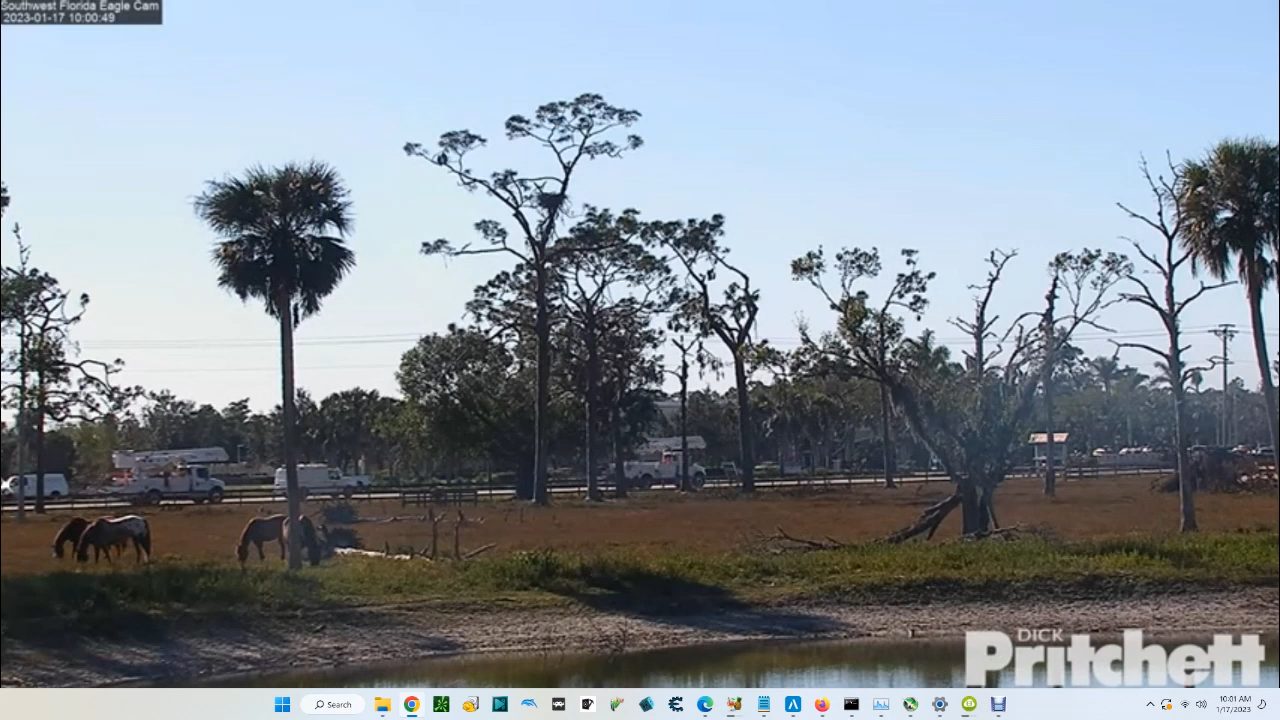 Southwest Florida Eagle Cam
2023-01-17 10:00:49
DICK
Pritchett
Search
10:01 AM
1/17/2023